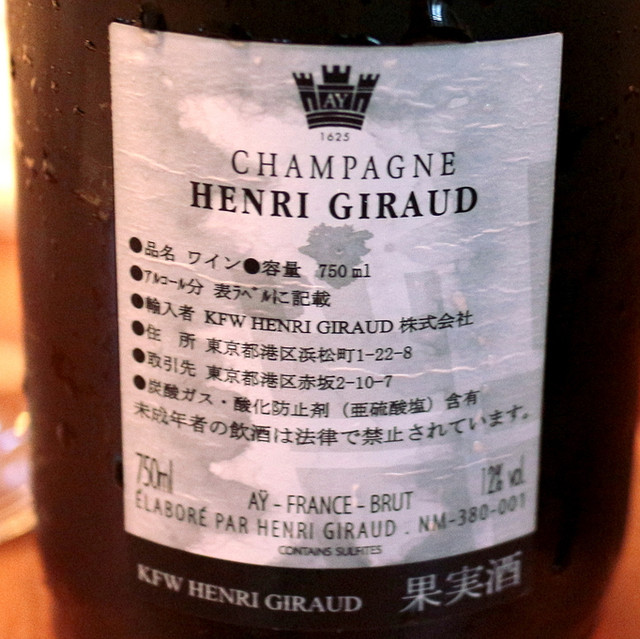 AŸ
1625
CHAMPAGNE
HENRI GIRAUD
●品名 ワイン●容量 750ml
●アルコール分 表ラベルに記載
●輸入者 KFW HENRI GIRAUD 株式会社
●住 所 東京都港区浜松町1-22-8
●取引先 東京都港区赤坂2-10-7
●炭酸ガス・酸化防止剤（亜硫酸塩）含有
未成年者の飲酒は法律で禁止されています。
750ml 12% vol
AŸ - FRANCE - BRUT
ÉLABORÉ PAR HENRI GIRAUD . NM-380-001
CONTAINS SULFITES
KFW HENRI GIRAUD 果実酒